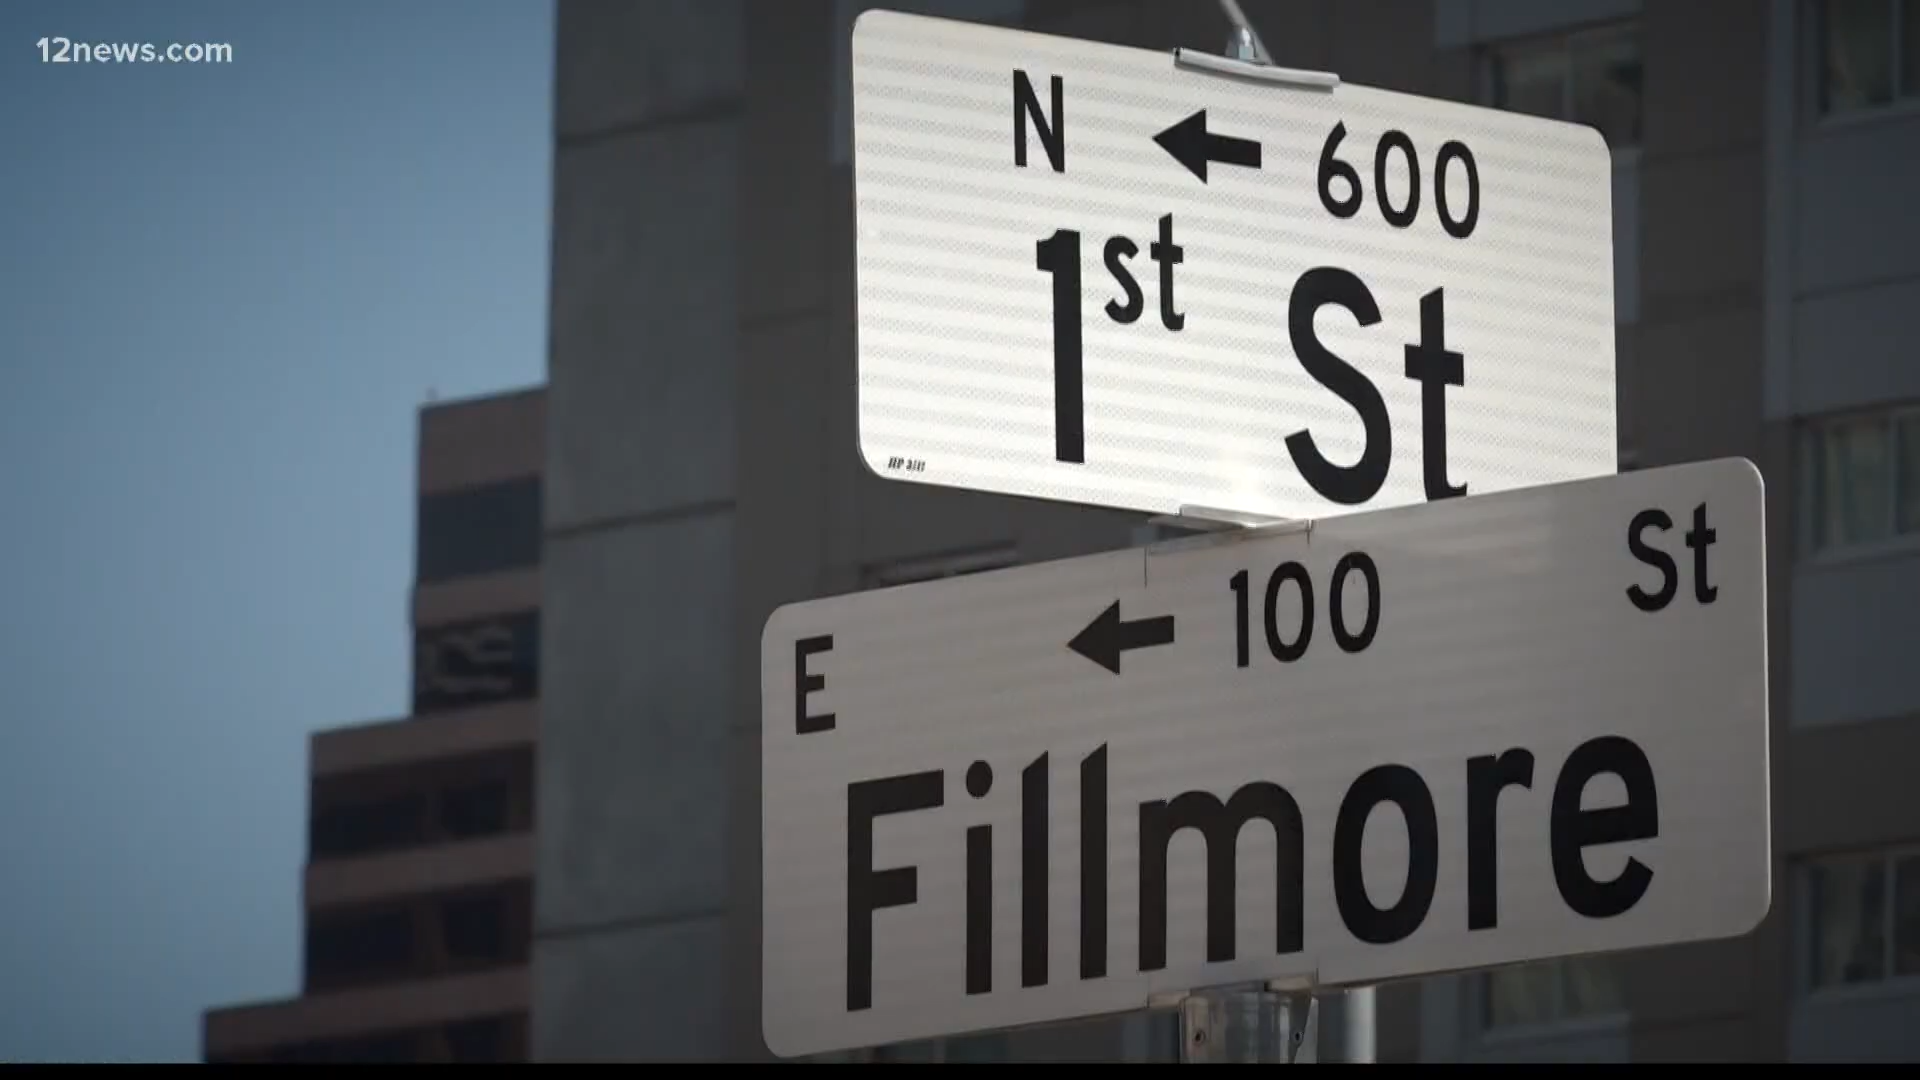 12news.com
N ← 600
1st St
E ← 100 St
Fillmore